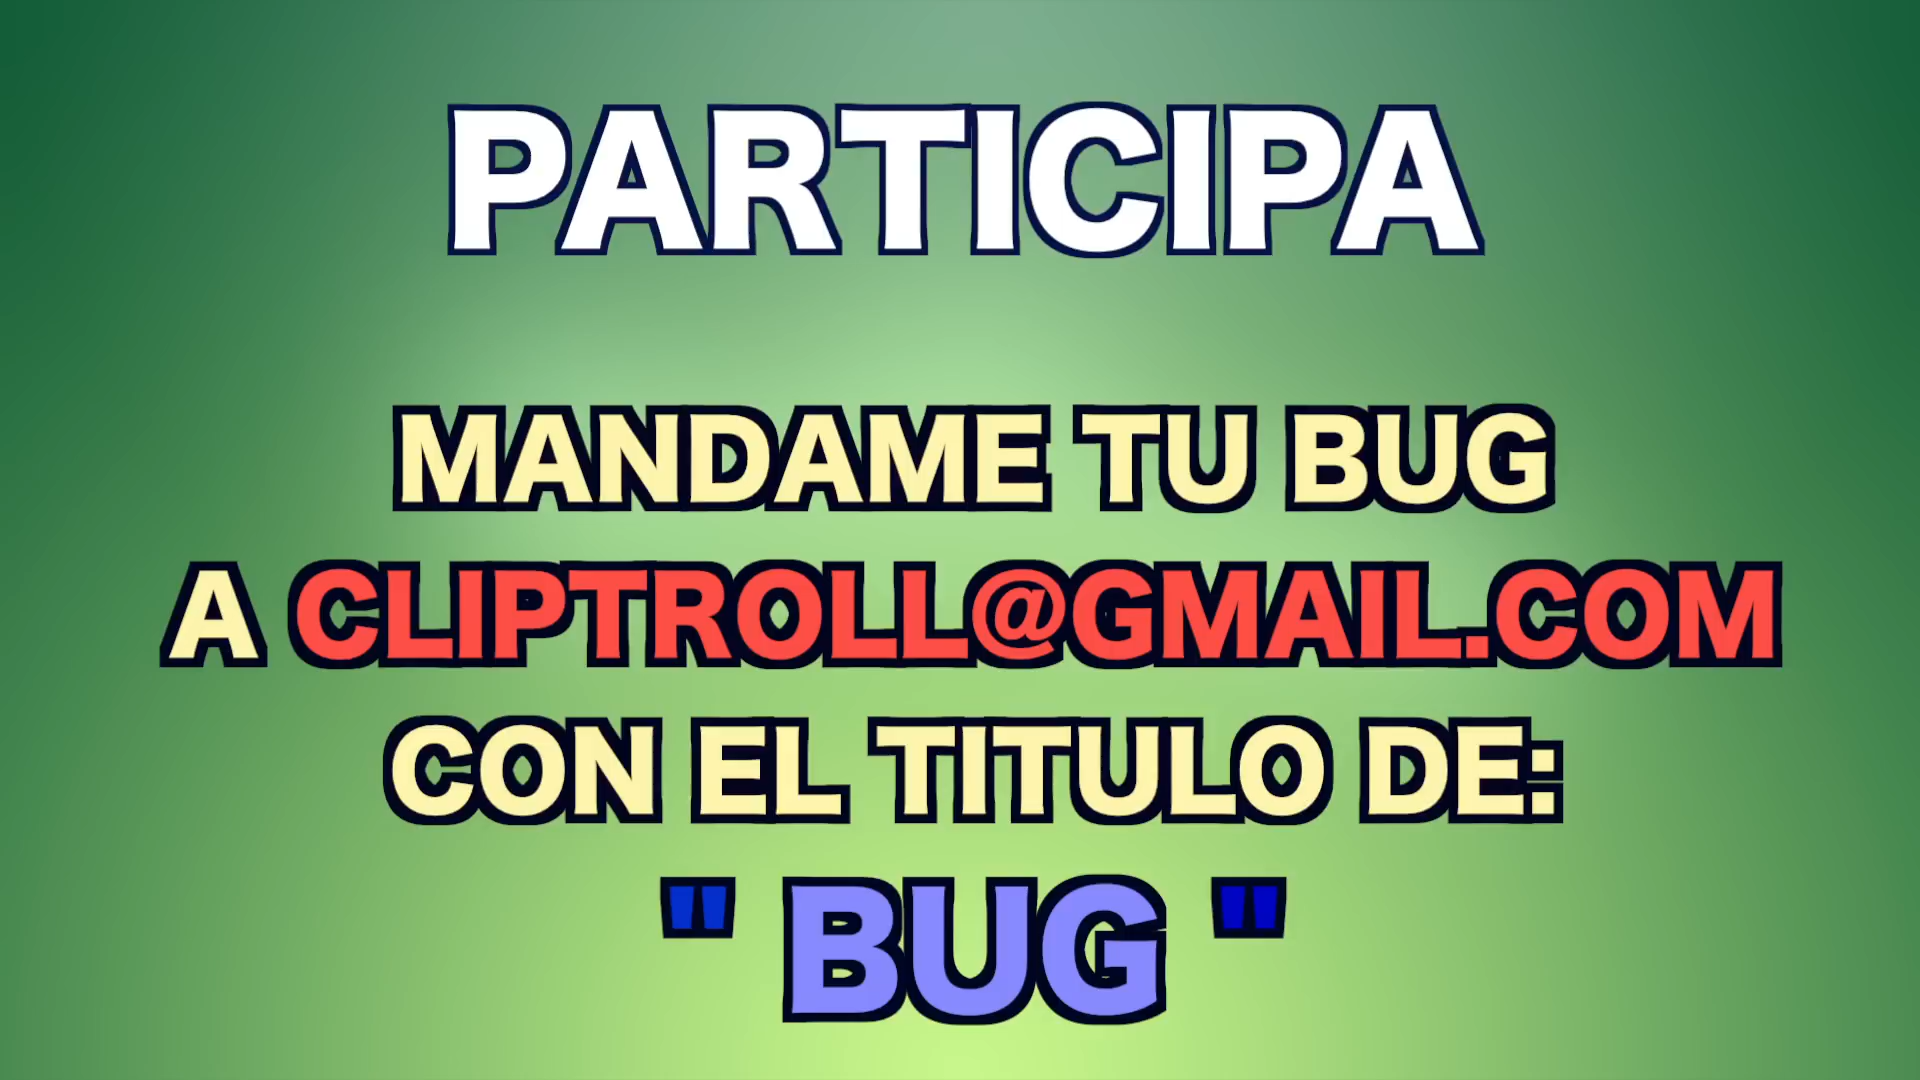 PARTICIPA
MANDAME TU BUG
A CLIPTROLL@GMAIL.COM
CON EL TITULO DE:
" BUG "